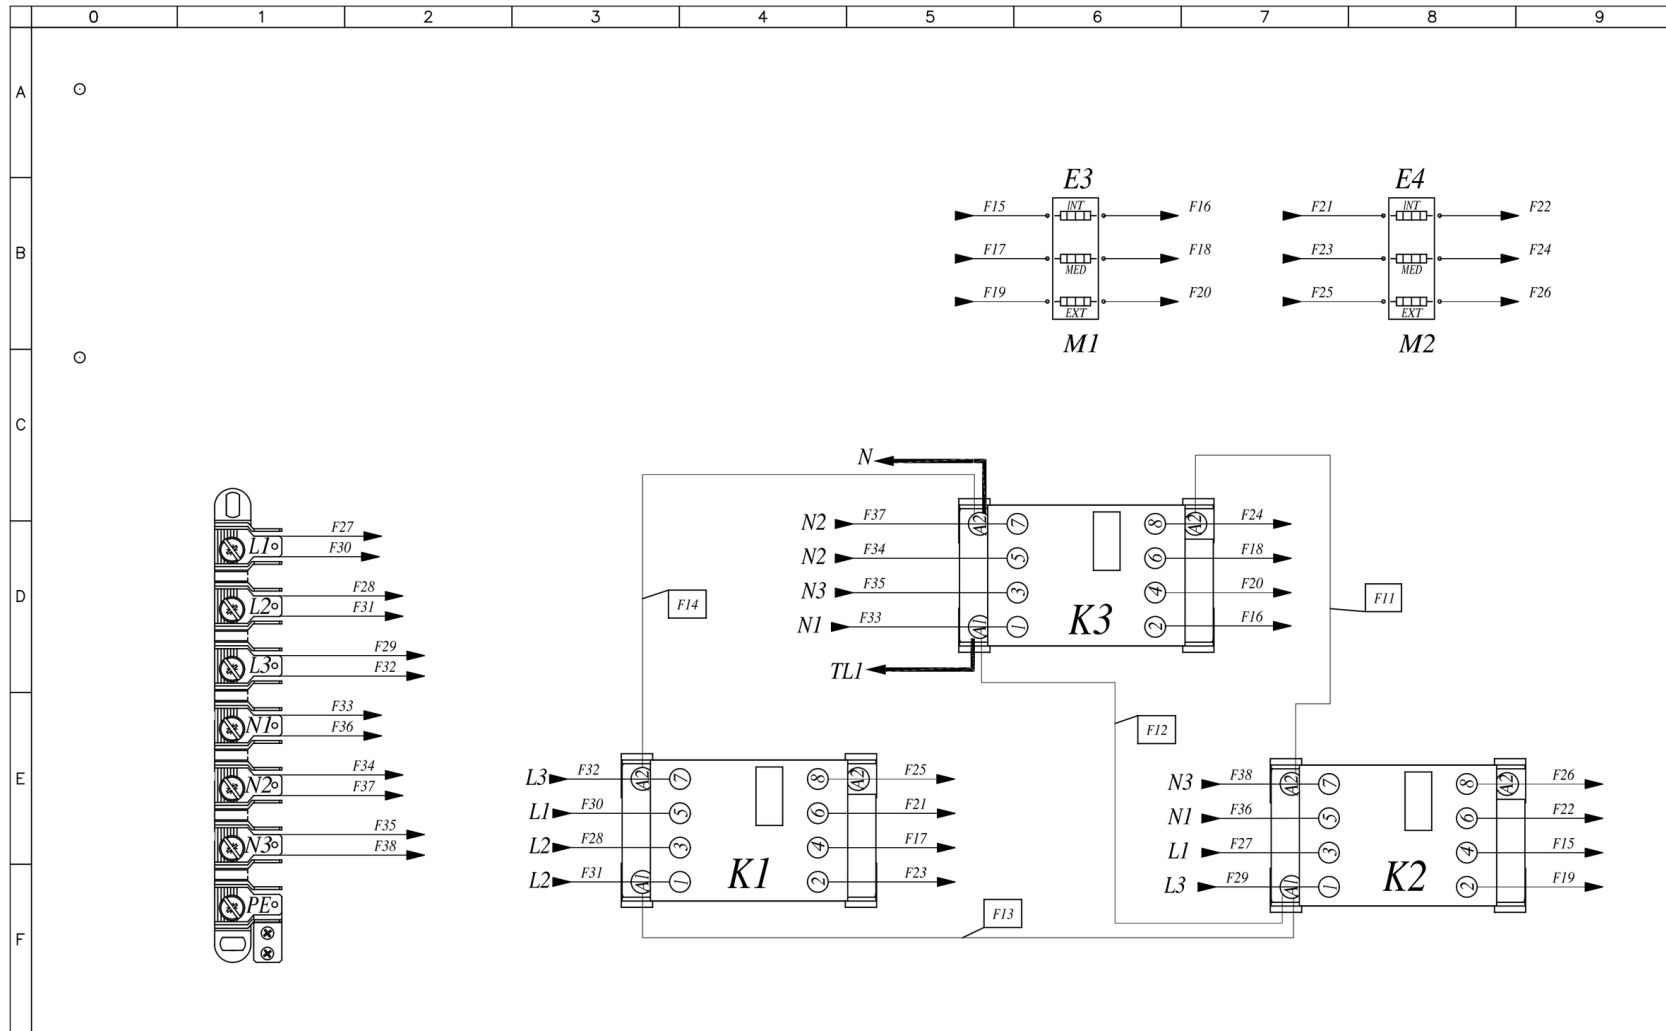 0 1 2 3 4 5 6 7 8 9
A
E3 E4
F15 INT F16 F21 INT F22
B F17 MED F18 F23 MED F24
F19 EXT F20 F25 EXT F26
M1 M2
C
N
N2 F37 A2 7 8 A2 F24
F27
L1 F30
N2 F34 5 6 F18
D
F28
L2 F31
F14
N3 F35 3 4 F20
F11
N1 F33 A1 1 K3 2 F16
F29
L3 F32
TL1
F33
N1 F36
F12
E
F34
N2 F37
L3 F32 A2 7 8 A2 F25
N3 F38 A2 7 8 A2 F26
L1 F30 5 6 F21
N1 F36 5 6 F22
F35
N3 F38
L2 F28 3 4 F17
L1 F27 3 4 F15
L2 F31 A1 1 K1 2 F23
L3 F29 A1 1 K2 2 F19
PE
F13
F